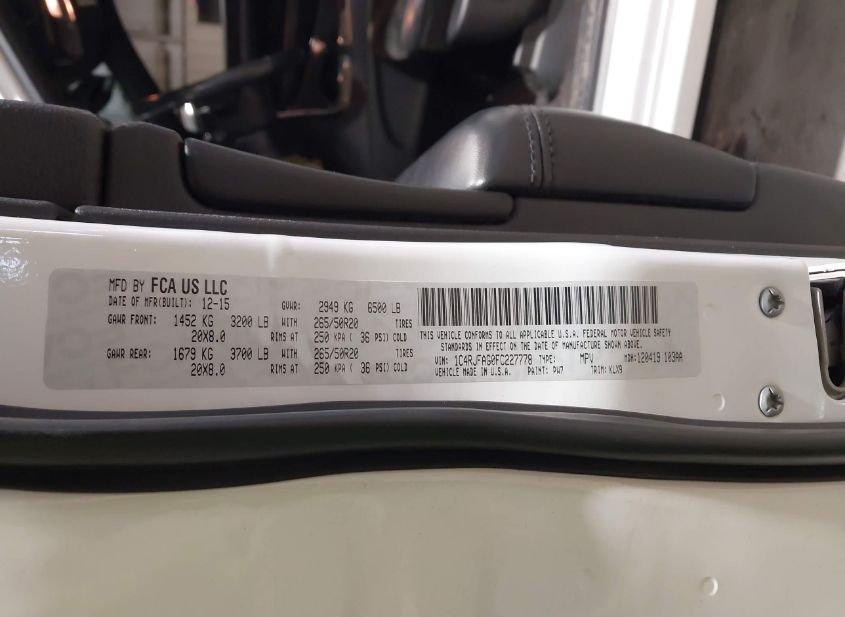 MFD BY FCA US LLC
DATE OF MFR(BUILT): 12-15 GVWR: 2949 KG 6500 LB
GAWR FRONT: 1452 KG 3200 LB WITH 265/50R20 TIRES
20X8.0 RIMS AT 250 KPA ( 36 PSI) COLD
GAWR REAR: 1679 KG 3700 LB WITH 265/50R20 TIRES
20X8.0 RIMS AT 250 KPA ( 36 PSI) COLD
THIS VEHICLE CONFORMS TO ALL APPLICABLE U.S.A. FEDERAL MOTOR VEHICLE SAFETY
STANDARDS IN EFFECT ON THE DATE OF MANUFACTURE SHOWN ABOVE.
VIN: 1C4RJFAG0FC227778 TYPE: MPV MDH:120419 103AA
VEHICLE MADE IN U.S.A. PAINT: PW7 TRIM: KLX9